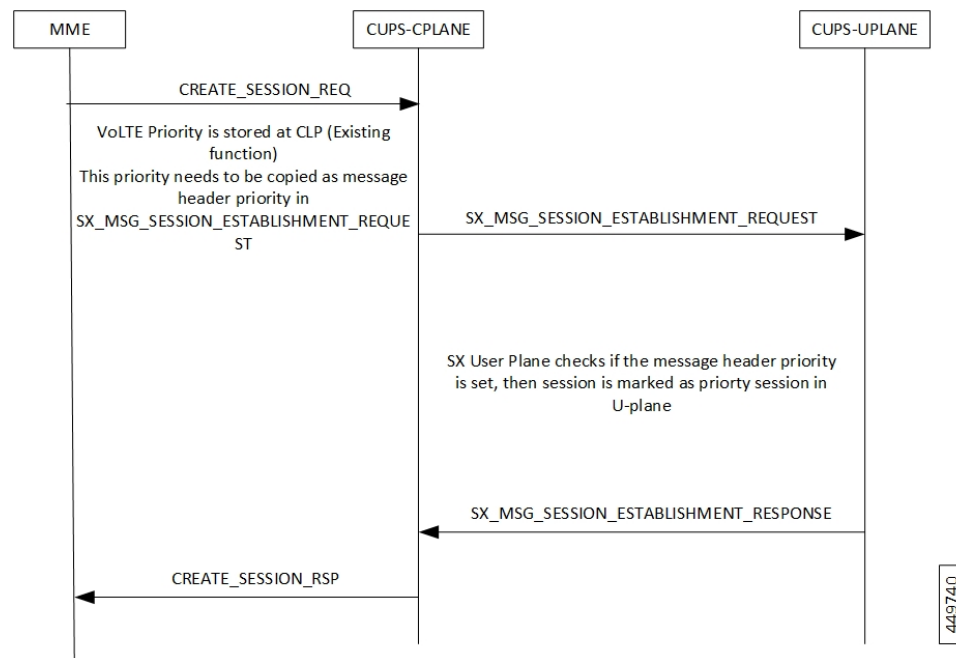 MME
CUPS-CPLANE
CUPS-UPLANE
CREATE_SESSION_REQ
VoLTE Priority is stored at CLP (Existing
function)
This priority needs to be copied as message
header priority in
SX_MSG_SESSION_ESTABLISHMENT_REQUE
ST
SX_MSG_SESSION_ESTABLISHMENT_REQUEST
SX User Plane checks if the message header priority
is set, then session is marked as priorty session in
U-plane
SX_MSG_SESSION_ESTABLISHMENT_RESPONSE
CREATE_SESSION_RSP
449740